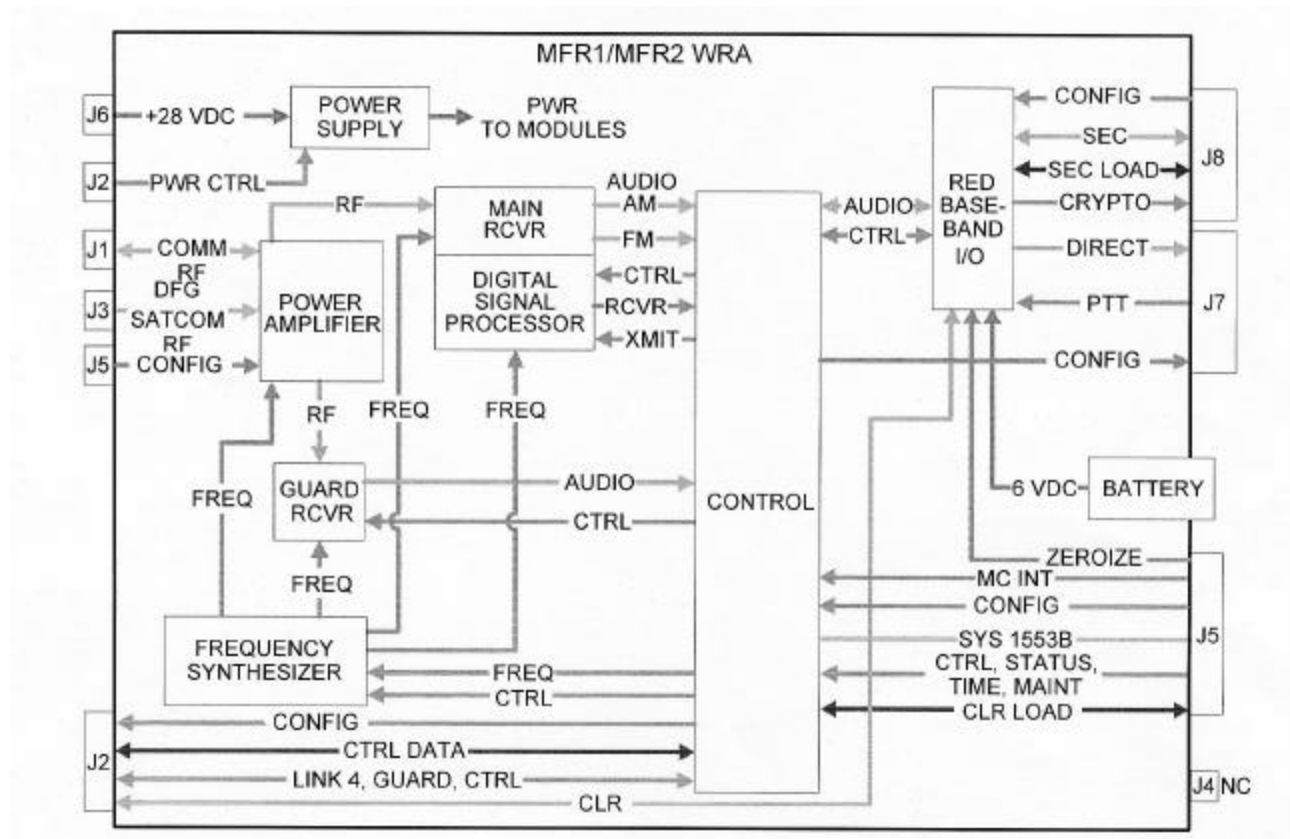 MFR1/MFR2 WRA
J6
+28 VDC
POWER
SUPPLY
PWR
TO MODULES
J2
PWR CTRL
J1
COMM
RF
J3
DFG
SATCOM
RF
J5
CONFIG
POWER
AMPLIFIER
RF
MAIN
RCVR
DIGITAL
SIGNAL
PROCESSOR
AUDIO
AM
FM
CTRL
RCVR
XMIT
RF
FREQ
FREQ
FREQ
GUARD
RCVR
AUDIO
CTRL
FREQ
FREQUENCY
SYNTHESIZER
FREQ
CTRL
CONTROL
J2
CONFIG
CTRL DATA
LINK 4, GUARD, CTRL
CLR
AUDIO
CTRL
RED
BASE-
BAND
I/O
CONFIG
SEC
SEC LOAD
CRYPTO
J8
DIRECT
PTT
CONFIG
J7
6 VDC
BATTERY
ZEROIZE
MC INT
CONFIG
SYS 1553B
CTRL, STATUS,
TIME, MAINT
CLR LOAD
J5
J4 NC